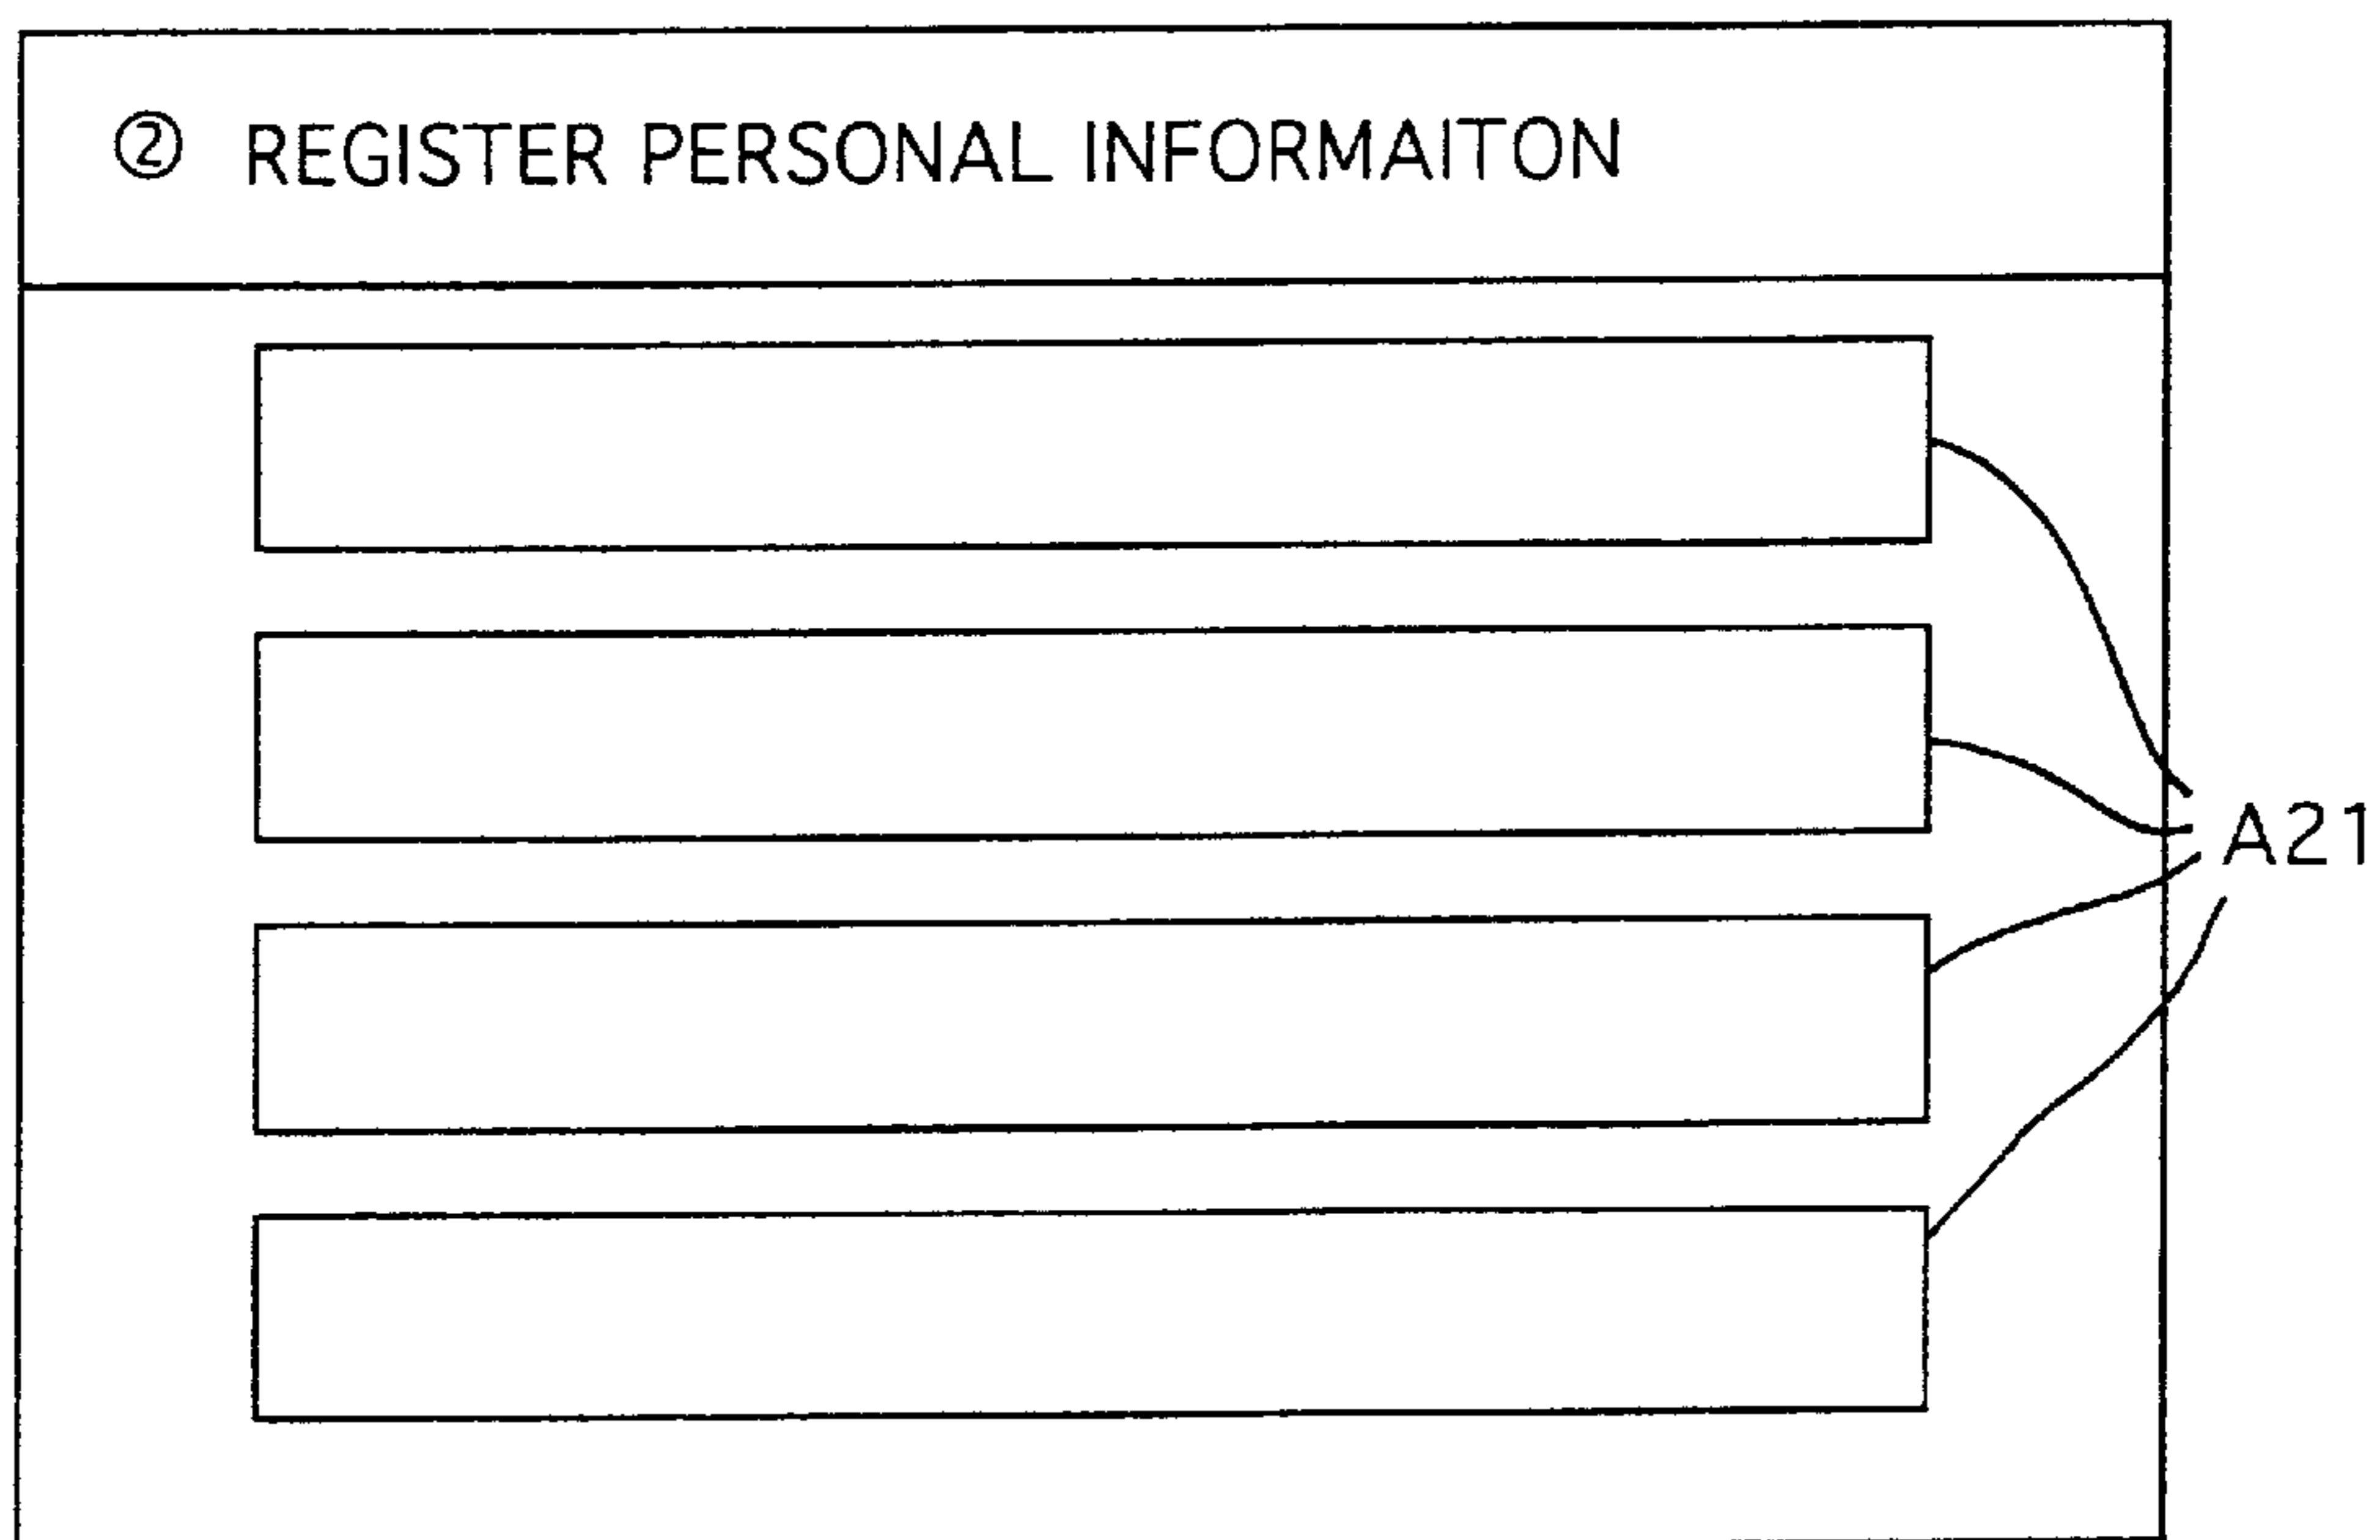 ② REGISTER PERSONAL INFORMAITON
A21